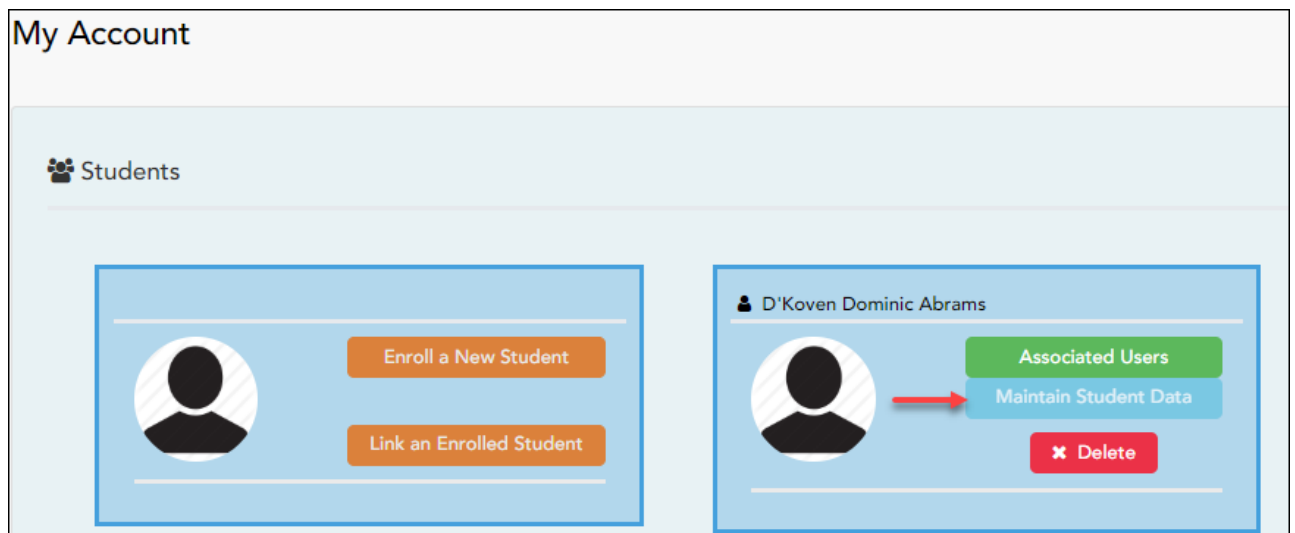 My Account
Students
Enroll a New Student
Link an Enrolled Student
D'Koven Dominic Abrams
Associated Users
Maintain Student Data
Delete